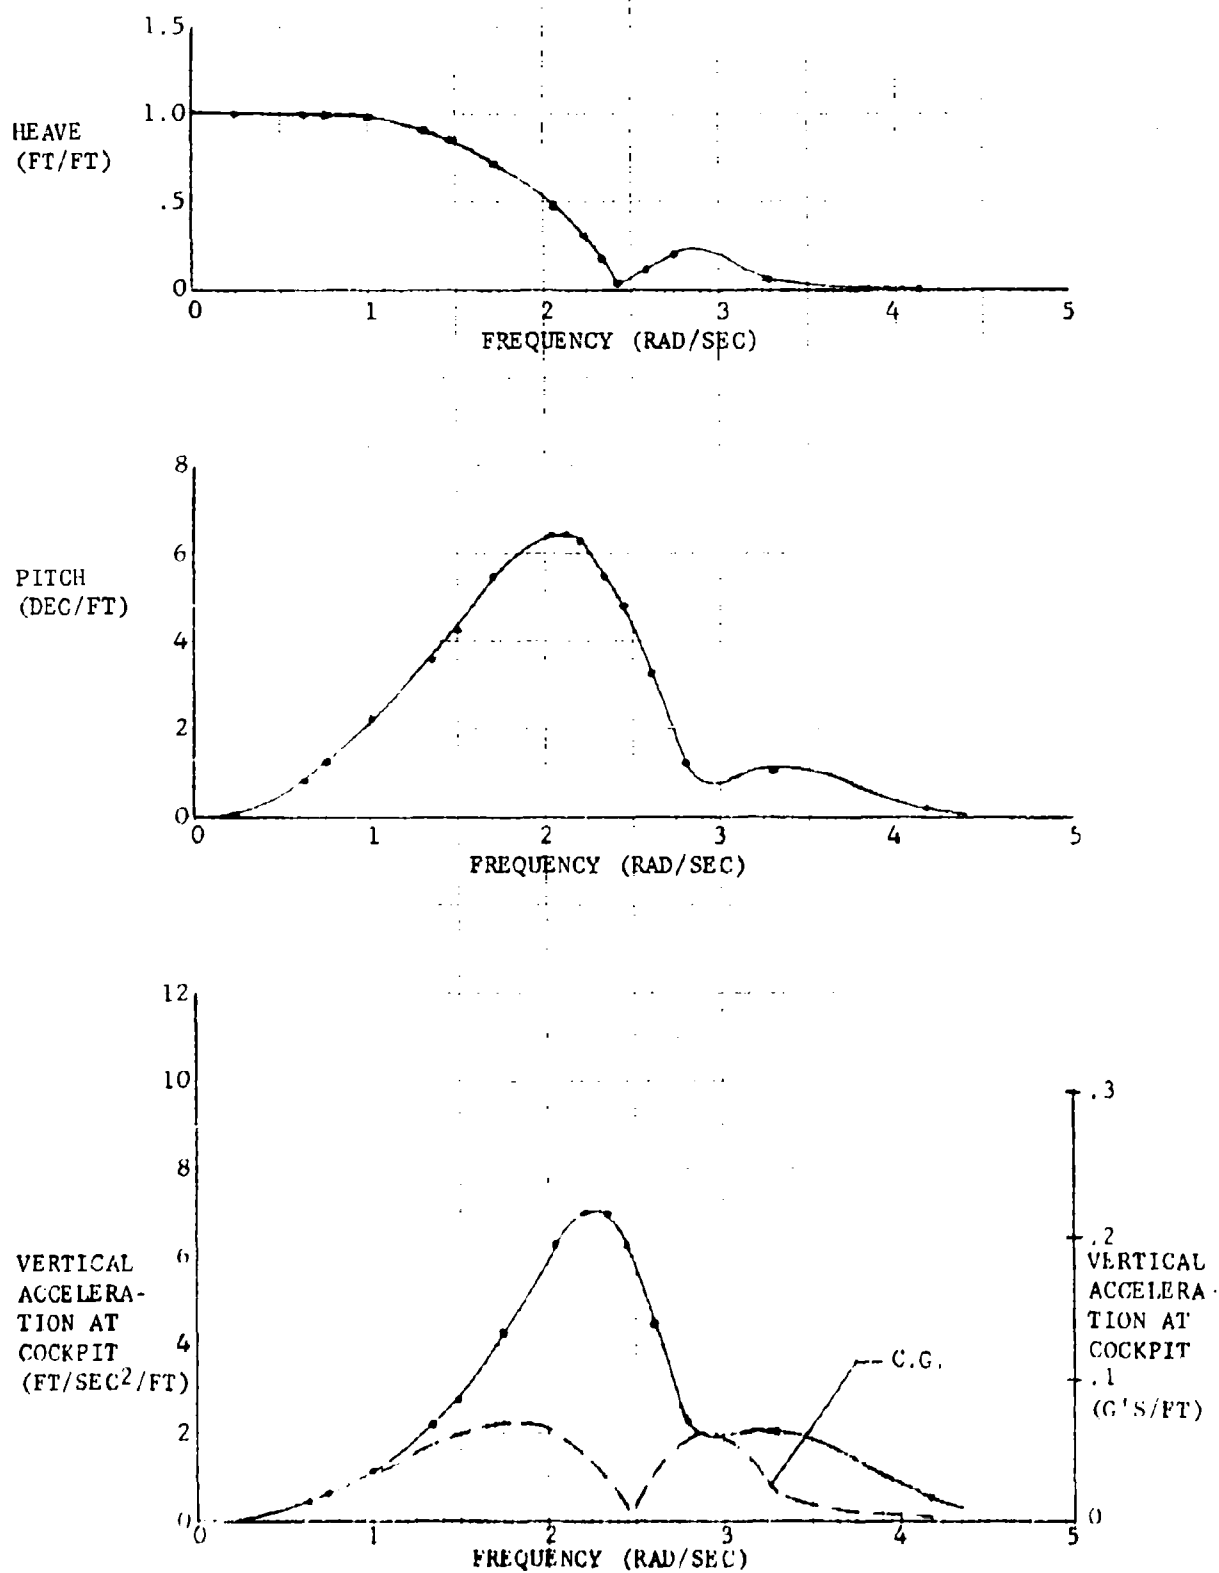 1.5
1.0
HEAVE
(FT/FT)
.5
0
0 1 2 3 4 5
FREQUENCY (RAD/SEC)
8
6
PITCH
(DEC/FT)
4
2
0
0 1 2 3 4 5
FREQUENCY (RAD/SEC)
12
10
8
6
VERTICAL
ACCELERA-
TION AT
COCKPIT
(FT/SEC²/FT)
4
2
0
C.G.
.3
.2
VERTICAL
ACCELERA-
TION AT
COCKPIT
.1
(G'S/FT)
0
0 1 2 3 4 5
FREQUENCY (RAD/SEC)